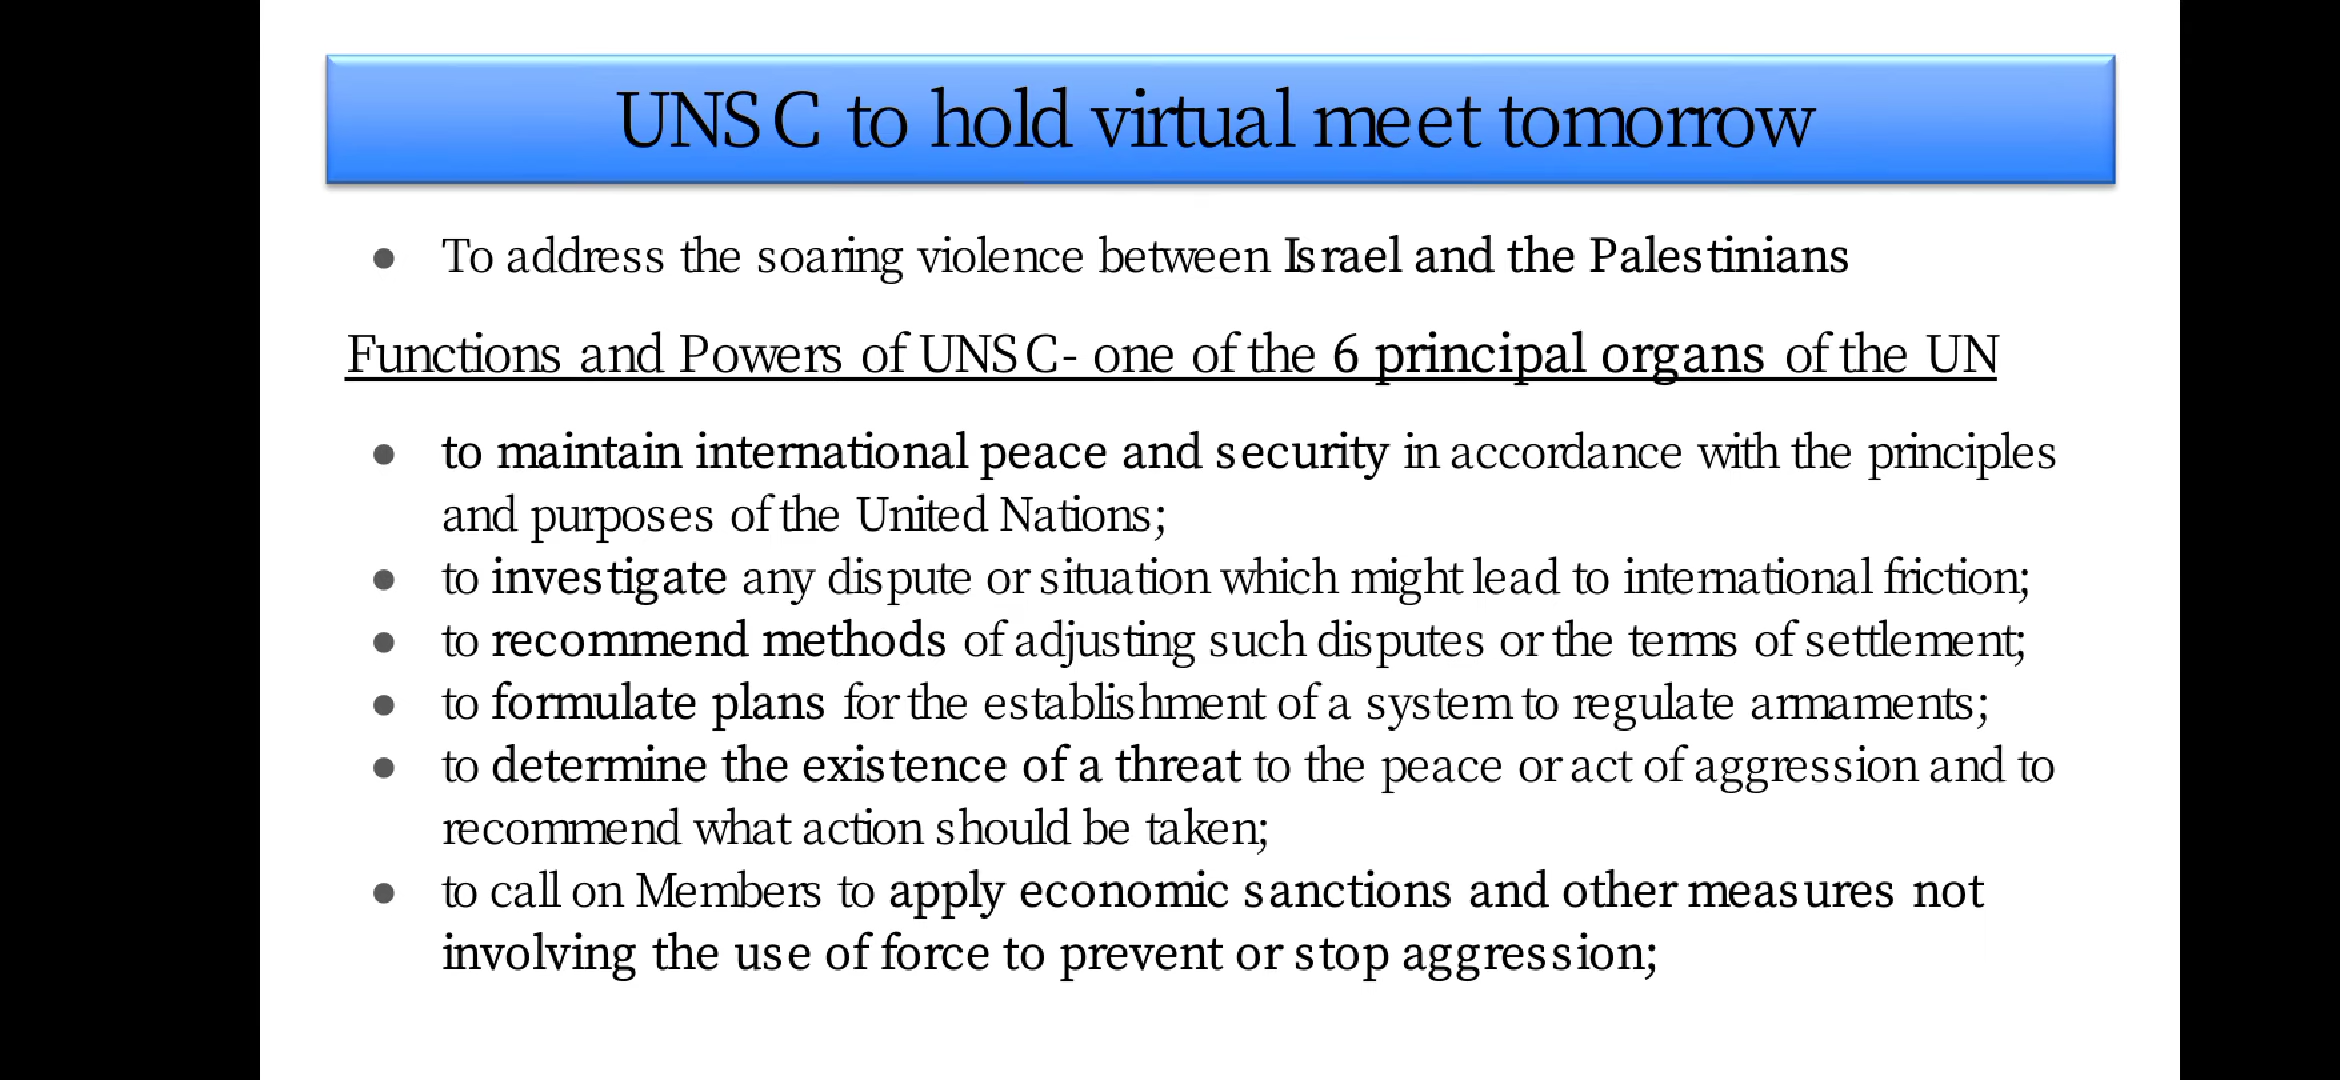 UNSC to hold virtual meet tomorrow
● To address the soaring violence between Israel and the Palestinians
Functions and Powers of UNSC- one of the 6 principal organs of the UN
● to maintain international peace and security in accordance with the principles
and purposes of the United Nations;
● to investigate any dispute or situation which might lead to international friction;
● to recommend methods of adjusting such disputes or the terms of settlement;
● to formulate plans for the establishment of a system to regulate armaments;
● to determine the existence of a threat to the peace or act of aggression and to
recommend what action should be taken;
● to call on Members to apply economic sanctions and other measures not
involving the use of force to prevent or stop aggression;